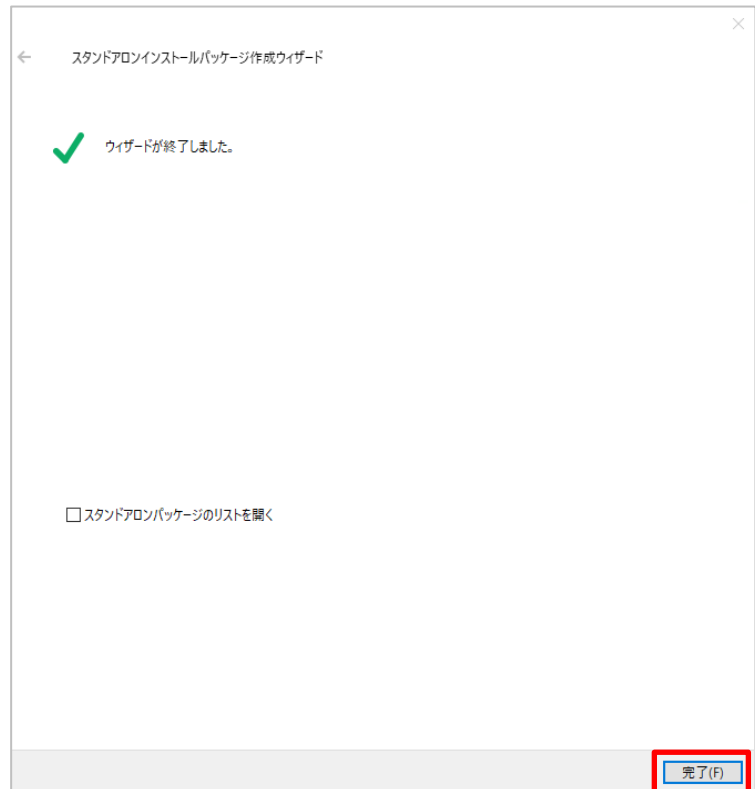 スタンドアロンインストールパッケージ作成ウィザード
ウィザードが終了しました。
スタンドアロンパッケージのリストを開く
完了(F)